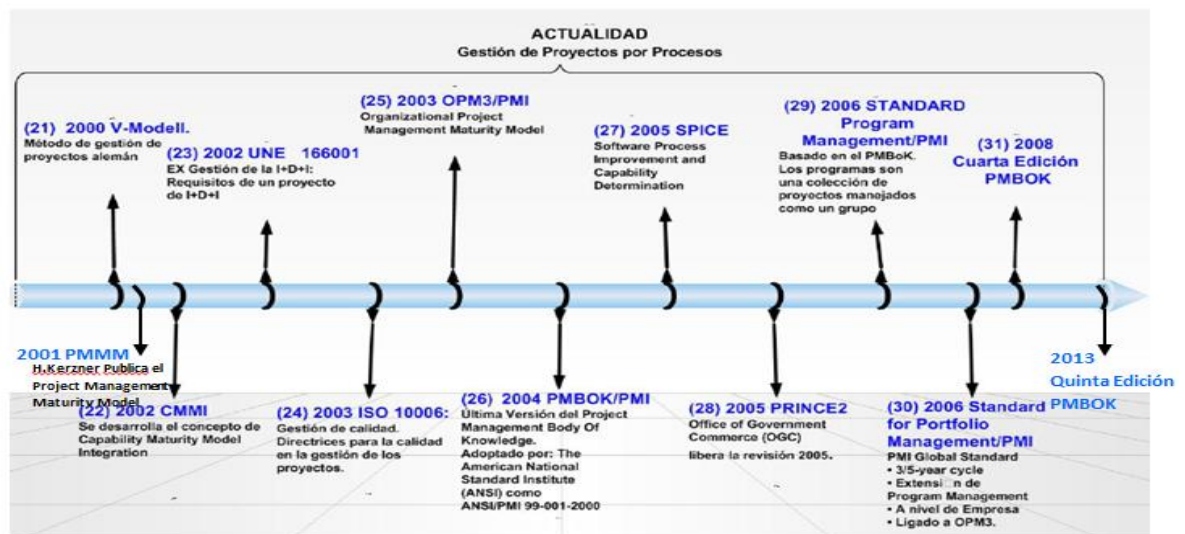 ACTUALIDAD
Gestión de Proyectos por Procesos
(21) 2000 V-Modell.
Método de gestión de
proyectos alemán
(23) 2002 UNE 166001
EX Gestión de la I+D+I:
Requisitos de un proyecto
de I+D+I
(25) 2003 OPM3/PMI
Organizational Project
Management Maturity Model
(27) 2005 SPICE
Software Process
Improvement and
Capability
Determination
(29) 2006 STANDARD
Program
Management/PMI
Basado en el PMBoK.
Los programas son
una colección de
proyectos manejados
como un grupo
(31) 2008
Cuarta Edición
PMBOK
2001 PMMM
H.Kerzner Publica el
Project Management
Maturity Model
(22) 2002 CMMI
Se desarrolla el concepto de
Capability Maturity Model
Integration
(24) 2003 ISO 10006:
Gestión de calidad.
Directrices para la calidad
en la gestión de los
proyectos.
(26) 2004 PMBOK/PMI
Última Versión del Project
Management Body Of
Knowledge.
Adoptado por: The
American National
Standard Institute
(ANSI) como
ANSI/PMI 99-001-2000
(28) 2005 PRINCE2
Office of Government
Commerce (OGC)
libera la revisión 2005.
(30) 2006 Standard
for Portfolio
Management/PMI
PMI Global Standard
• 3/5-year cycle
• Extensi□n de
Program Management
• A nivel de Empresa
• Ligado a OPM3.
2013
Quinta Edición
PMBOK